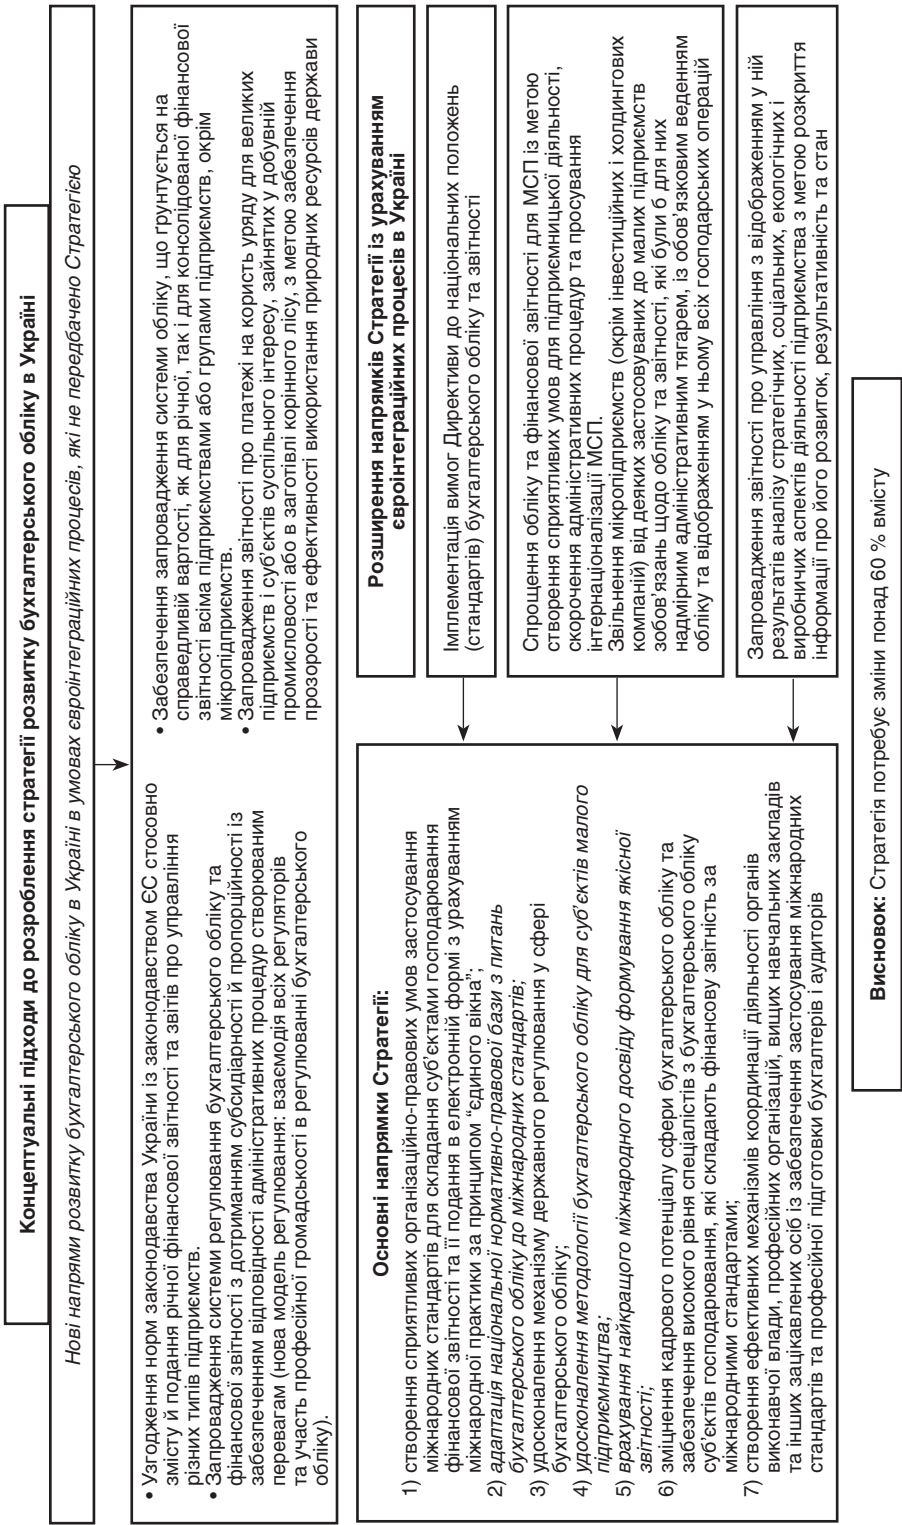 Концептуальні підходи до розроблення стратегії розвитку бухгалтерського обліку в Україні
Нові напрями розвитку бухгалтерського обліку в Україні в умовах євроінтеграційних процесів, які не передбачено Стратегією
• Узгодження норм законодавства України із законодавством ЄС стосовно
змісту й подання річної фінансової звітності та звітів про управління
різних типів підприємств.
• Запровадження системи регулювання бухгалтерського обліку та
фінансової звітності з дотриманням субсидіарності й пропорційності із
забезпеченням відповідності адміністративних процедур створюваним
перевагам (нова модель регулювання: взаємодія всіх регуляторів
та участь професійної громадськості в регулюванні бухгалтерського
обліку).
• Забезпечення запровадження системи обліку, що грунтується на
справедливій вартості, як для річної, так і для консолідованої фінансової
звітності всіма підприємствами або групами підприємств, окрім
мікропідприємств.
• Запровадження звітності про платежі на користь уряду для великих
підприємств і суб’єктів суспільного інтересу, зайнятих у добувній
промисловості або в заготівлі корінного лісу, з метою забезпечення
прозорості та ефективності використання природних ресурсів держави
Основні напрямки Стратегії:
1) створення сприятливих організаційно-правових умов застосування
міжнародних стандартів для складання суб’єктами господарювання
фінансової звітності та її подання в електронній формі з урахуванням
міжнародної практики за принципом “єдиного вікна”;
2) адаптація національної нормативно-правової бази з питань
бухгалтерського обліку до міжнародних стандартів;
3) удосконалення механізму державного регулювання у сфері
бухгалтерського обліку;
4) удосконалення методології бухгалтерського обліку для суб’єктів малого
підприємництва;
5) врахування найкращого міжнародного досвіду формування якісної
звітності;
6) зміцнення кадрового потенціалу сфери бухгалтерського обліку та
забезпечення високого рівня спеціалістів з бухгалтерського обліку
суб’єктів господарювання, які складають фінансову звітність за
міжнародними стандартами;
7) створення ефективних механізмів координації діяльності органів
виконавчої влади, професійних організацій, вищих навчальних закладів
та інших зацікавлених осіб із забезпечення застосування міжнародних
стандартів та професійної підготовки бухгалтерів і аудиторів
Розширення напрямків Стратегії із урахуванням
євроінтеграційних процесів в Україні
Імплементація вимог Директиви до національних положень
(стандартів) бухгалтерського обліку та звітності
Спрощення обліку та фінансової звітності для МСП із метою
створення сприятливих умов для підприємницької діяльності,
скорочення адміністративних процедур та просування
інтернаціоналізації МСП.
Звільнення мікропідприємств (окрім інвестиційних і холдингових
компаній) від деяких застосовуваних до малих підприємств
зобов’язань щодо обліку та звітності, які були б для них
надмірним адміністративним тягарем, із обов’язковим веденням
обліку та відображенням у ньому всіх господарських операцій
Запровадження звітності про управління з відображенням у ній
результатів аналізу стратегічних, соціальних, екологічних і
виробничих аспектів діяльності підприємства з метою розкриття
інформації про його розвиток, результативність та стан
Висновок: Стратегія потребує зміни понад 60 % вмісту